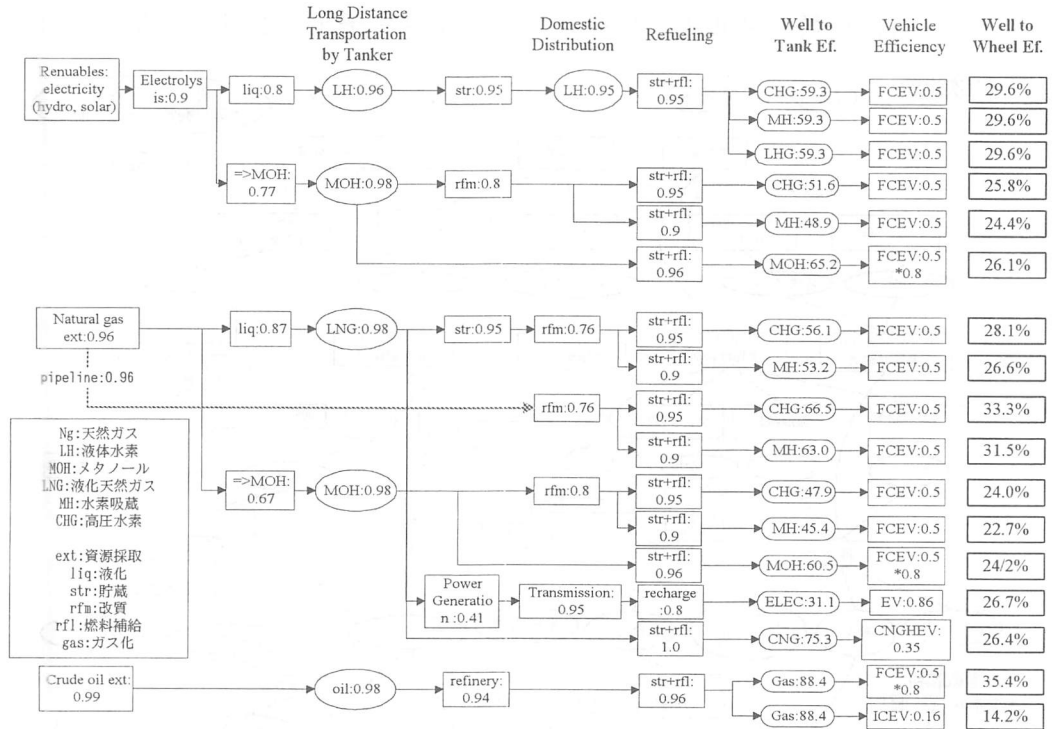 Long Distance
Transportation
by Tanker
Domestic
Distribution
Refueling
Well to
Tank Ef.
Vehicle
Efficiency
Well to
Wheel Ef.
Renuables:
electricity
(hydro, solar)
Electrolys
is:0.9
liq:0.8
LH:0.96
str:0.95
LH:0.95
str+rfl:
0.95
CHG:59.3
FCEV:0.5
29.6%
MH:59.3
FCEV:0.5
29.6%
LHG:59.3
FCEV:0.5
29.6%
=>MOH:
0.77
MOH:0.98
rfm:0.8
str+rfl:
0.95
CHG:51.6
FCEV:0.5
25.8%
str+rfl:
0.9
MH:48.9
FCEV:0.5
24.4%
str+rfl:
0.96
MOH:65.2
FCEV:0.5
*0.8
26.1%
Natural gas
ext:0.96
liq:0.87
LNG:0.98
str:0.95
rfm:0.76
str+rfl:
0.95
CHG:56.1
FCEV:0.5
28.1%
str+rfl:
0.9
MH:53.2
FCEV:0.5
26.6%
pipeline:0.96
rfm:0.76
str+rfl:
0.95
CHG:66.5
FCEV:0.5
33.3%
str+rfl:
0.9
MH:63.0
FCEV:0.5
31.5%
=>MOH:
0.67
MOH:0.98
rfm:0.8
str+rfl:
0.95
CHG:47.9
FCEV:0.5
24.0%
str+rfl:
0.9
MH:45.4
FCEV:0.5
22.7%
str+rfl:
0.96
MOH:60.5
FCEV:0.5
*0.8
24/2%
Power
Generatio
n :0.41
Transmission:
0.95
recharge
:0.8
ELEC:31.1
EV:0.86
26.7%
str+rfl:
1.0
CNG:75.3
CNGHEV:
0.35
26.4%
Ng:天然ガス
LH:液体水素
MOH:メタノール
LNG:液化天然ガス
MH:水素吸蔵
CHG:高圧水素
ext:資源採取
liq:液化
str:貯蔵
rfm:改質
rfl:燃料補給
gas:ガス化
Crude oil ext:
0.99
oil:0.98
refinery:
0.94
str+rfl:
0.96
Gas:88.4
FCEV:0.5
*0.8
35.4%
Gas:88.4
ICEV:0.16
14.2%